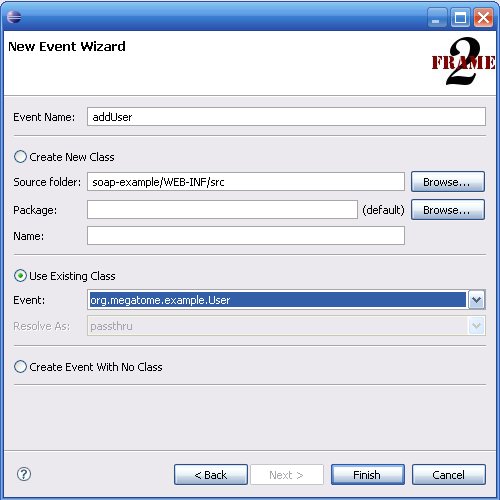 New Event Wizard
FRAME 2
Event Name: addUser
Create New Class
Source folder: soap-example/WEB-INF/src Browse...
Package: (default) Browse...
Name:
Use Existing Class
Event: org.megatome.example.User
Resolve As: passthru
Create Event With No Class
? < Back Next > Finish Cancel